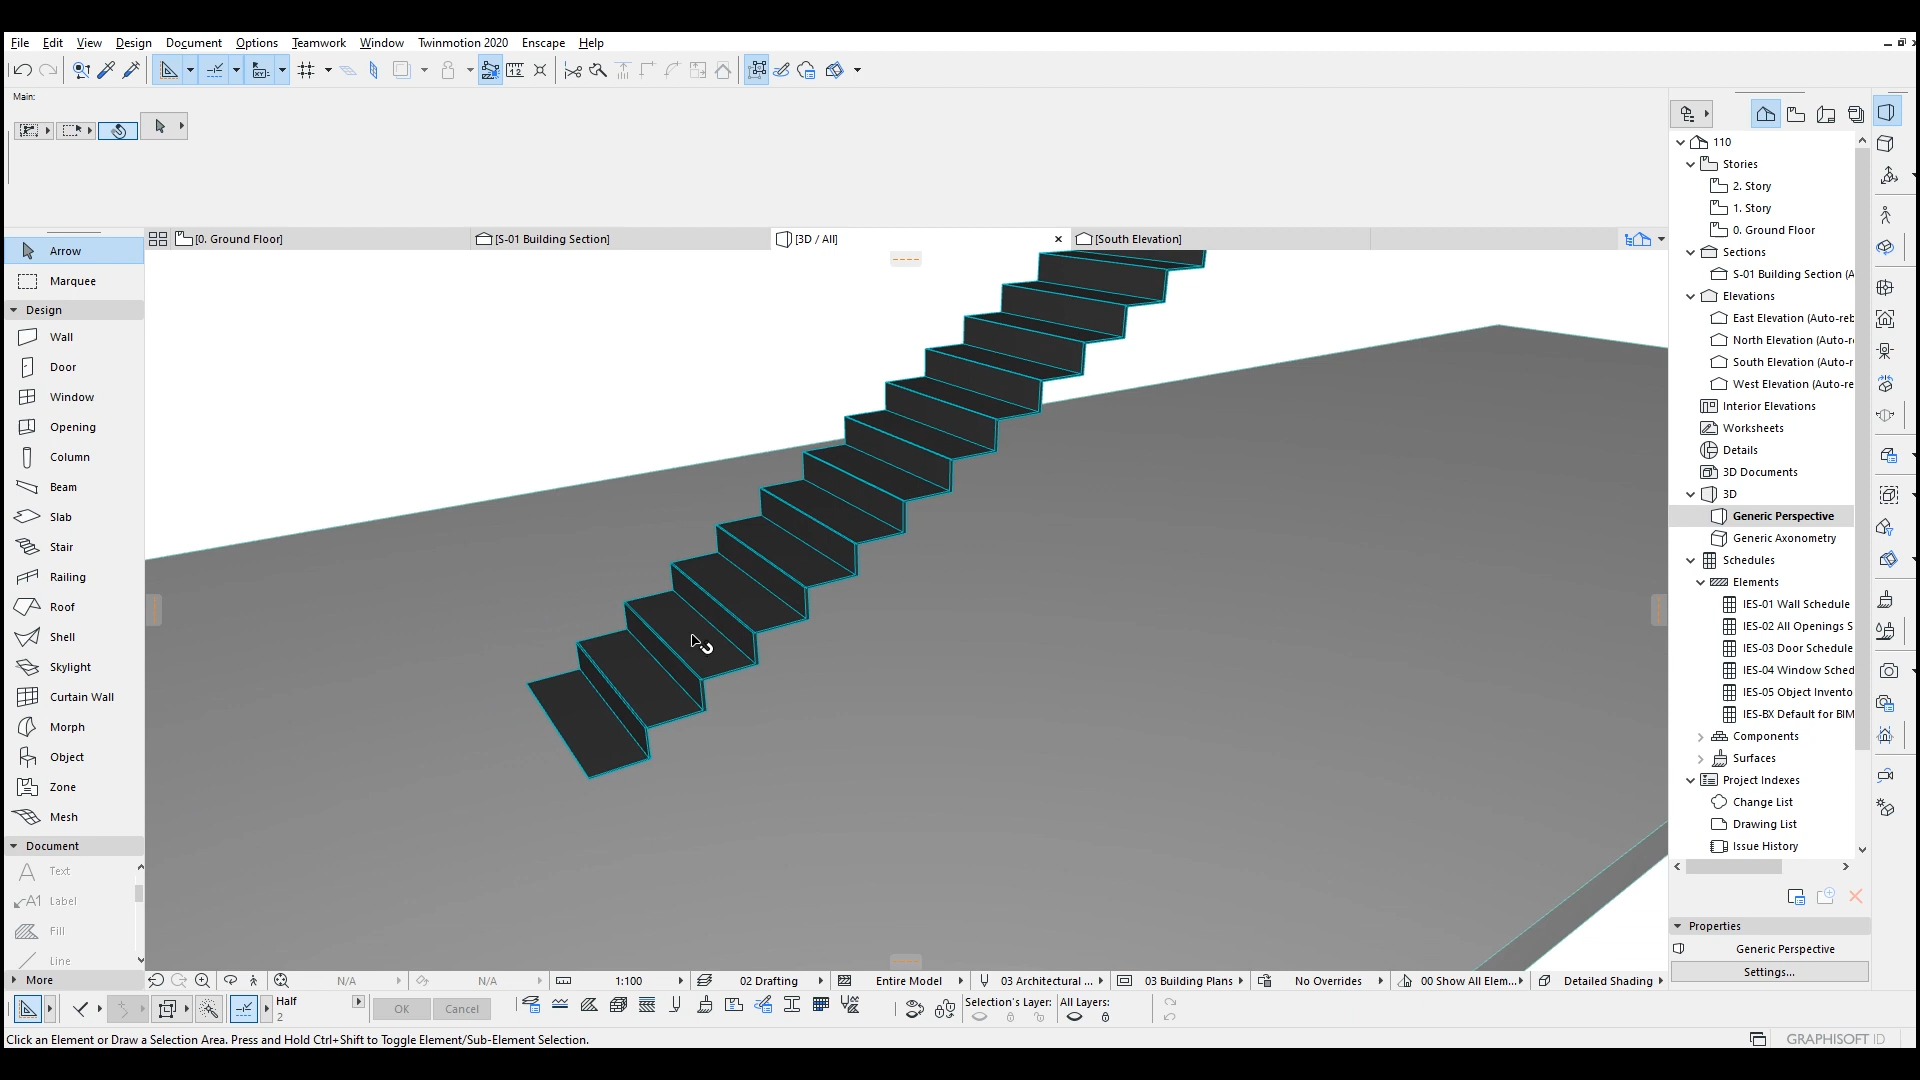 File Edit View Design Document Options Teamwork Window Twinmotion 2020 Enscape Help
Main:
[0. Ground Floor]
[S-01 Building Section]
[3D / All]
[South Elevation]
Arrow
Marquee
Design
Wall
Door
Window
Opening
Column
Beam
Slab
Stair
Railing
Roof
Shell
Skylight
Curtain Wall
Morph
Object
Zone
Mesh
Document
Text
A1 Label
Fill
Line
More
110
Stories
2. Story
1. Story
0. Ground Floor
Sections
S-01 Building Section (A
Elevations
East Elevation (Auto-reb
North Elevation (Auto-r
South Elevation (Auto-r
West Elevation (Auto-re
Interior Elevations
Worksheets
Details
3D Documents
3D
Generic Perspective
Generic Axonometry
Schedules
Elements
IES-01 Wall Schedule
IES-02 All Openings S
IES-03 Door Schedule
IES-04 Window Sched
IES-05 Object Invento
IES-BX Default for BIM
Components
Surfaces
Project Indexes
Change List
Drawing List
Issue History
Properties
Generic Perspective
Settings...
N/A N/A 1:100 02 Drafting Entire Model 03 Architectural ... 03 Building Plans No Overrides 00 Show All Elem... Detailed Shading
Half
2
OK Cancel
Selection's Layer: All Layers:
Click an Element or Draw a Selection Area. Press and Hold Ctrl+Shift to Toggle Element/Sub-Element Selection.
GRAPHISOFT ID